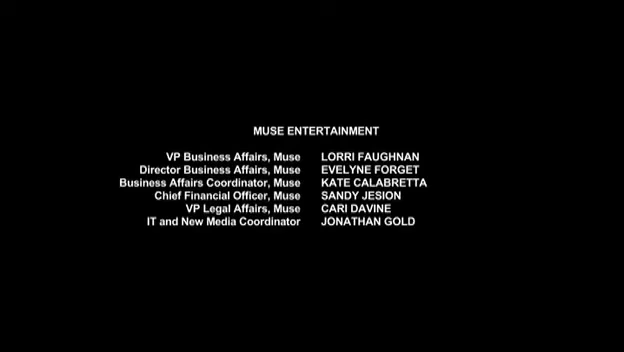 MUSE ENTERTAINMENT
VP Business Affairs, Muse LORRI FAUGHNAN
Director Business Affairs, Muse EVELYNE FORGET
Business Affairs Coordinator, Muse KATE CALABRETTA
Chief Financial Officer, Muse SANDY JESION
VP Legal Affairs, Muse CARI DAVINE
IT and New Media Coordinator JONATHAN GOLD